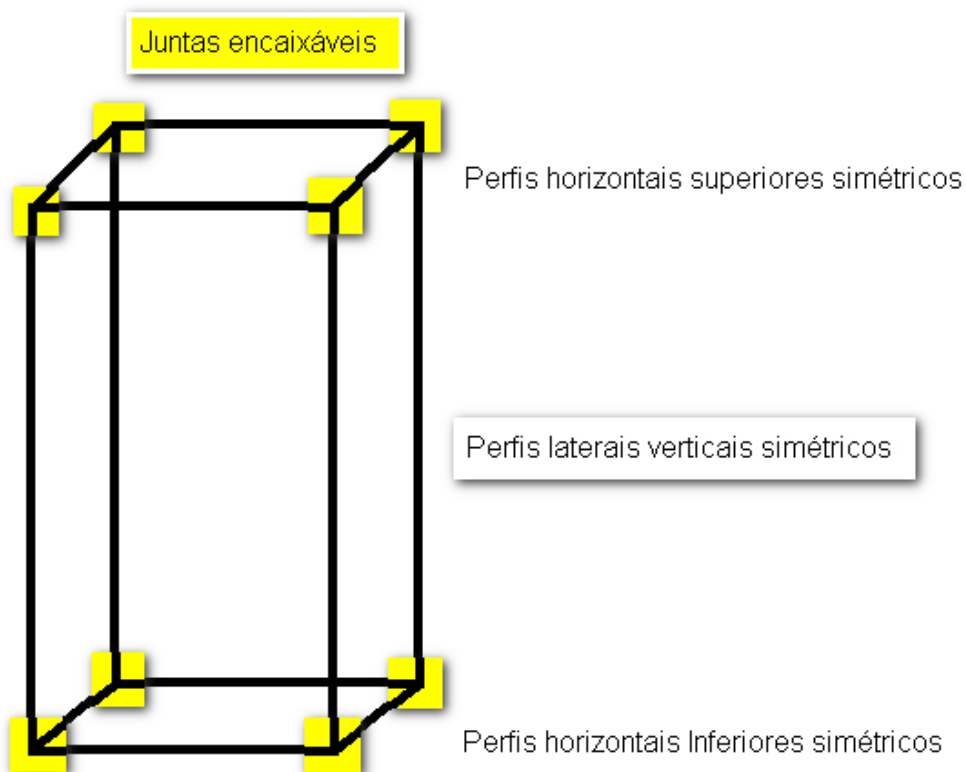 Juntas encaixáveis
Perfis horizontais superiores simétricos
Perfis laterais verticais simétricos
Perfis horizontais Inferiores simétricos